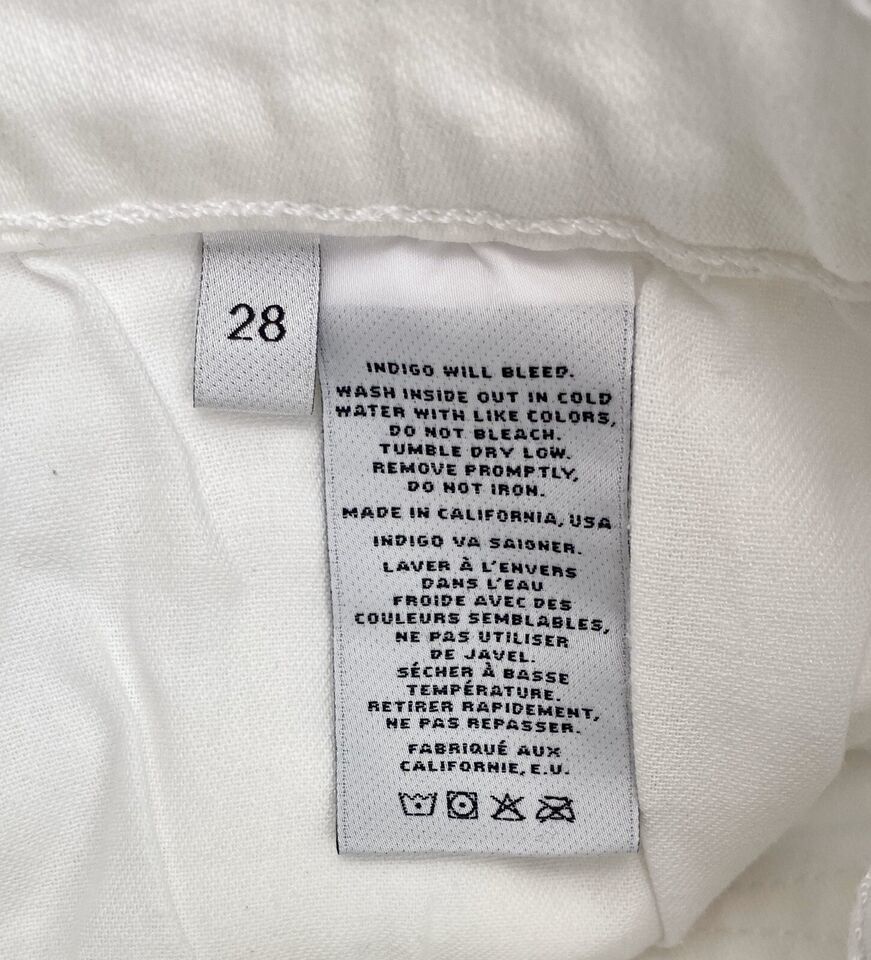 28
INDIGO WILL BLEED.
WASH INSIDE OUT IN COLD
WATER WITH LIKE COLORS,
DO NOT BLEACH.
TUMBLE DRY LOW.
REMOVE PROMPTLY,
DO NOT IRON.
MADE IN CALIFORNIA, USA
INDIGO VA SAIGNER.
LAVER À L'ENVERS
DANS L'EAU
FROIDE AVEC DES
COULEURS SEMBLABLES,
NE PAS UTILISER
DE JAVEL.
SÉCHER À BASSE
TEMPÉRATURE.
RETIRER RAPIDEMENT,
NE PAS REPASSER.
FABRIQUÉ AUX
CALIFORNIE, E.U.